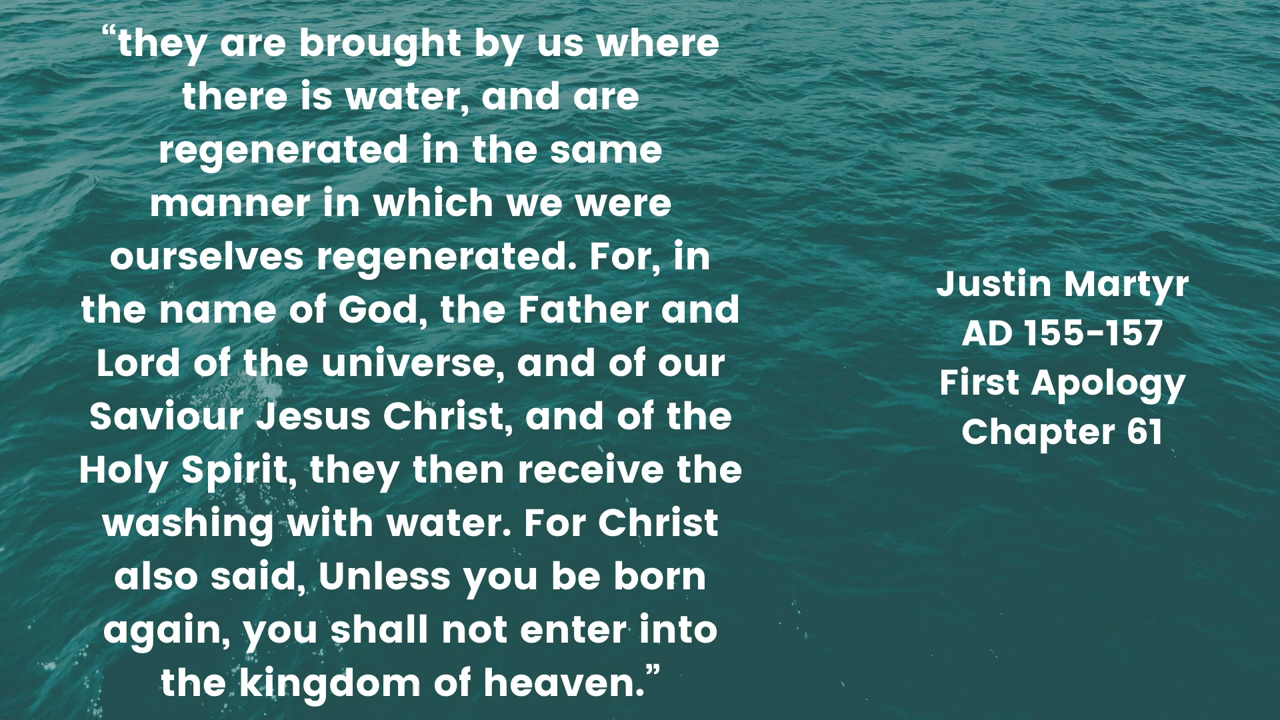 “they are brought by us where
there is water, and are
regenerated in the same
manner in which we were
ourselves regenerated. For, in
the name of God, the Father and
Lord of the universe, and of our
Saviour Jesus Christ, and of the
Holy Spirit, they then receive the
washing with water. For Christ
also said, Unless you be born
again, you shall not enter into
the kingdom of heaven.”
Justin Martyr
AD 155-157
First Apology
Chapter 61